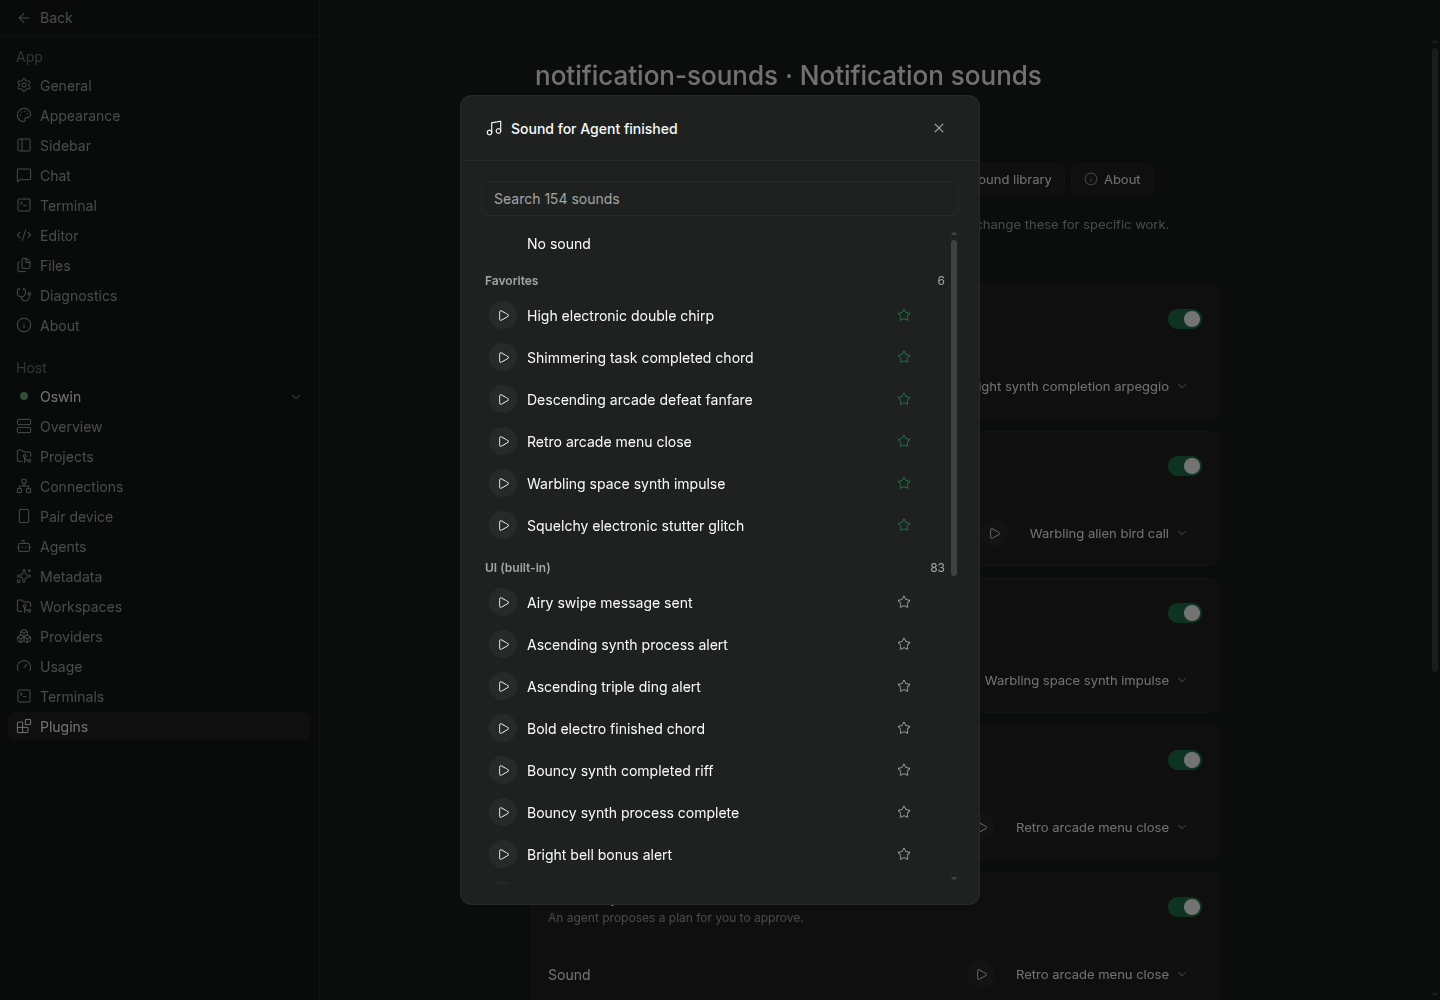 Back
App
General
Appearance
Sidebar
Chat
Terminal
Editor
Files
Diagnostics
About
Host
Oswin
Overview
Projects
Connections
Pair device
Agents
Metadata
Workspaces
Providers
Usage
Terminals
Plugins
notification-sounds · Notification sounds
library
About
change these for specific work.
synth completion arpeggio
Warbling alien bird call
Warbling space synth impulse
Retro arcade menu close
An agent proposes a plan for you to approve.
Sound
Retro arcade menu close
Sound for Agent finished
Search 154 sounds
No sound
Favorites 6
High electronic double chirp
Shimmering task completed chord
Descending arcade defeat fanfare
Retro arcade menu close
Warbling space synth impulse
Squelchy electronic stutter glitch
UI (built-in) 83
Airy swipe message sent
Ascending synth process alert
Ascending triple ding alert
Bold electro finished chord
Bouncy synth completed riff
Bouncy synth process complete
Bright bell bonus alert